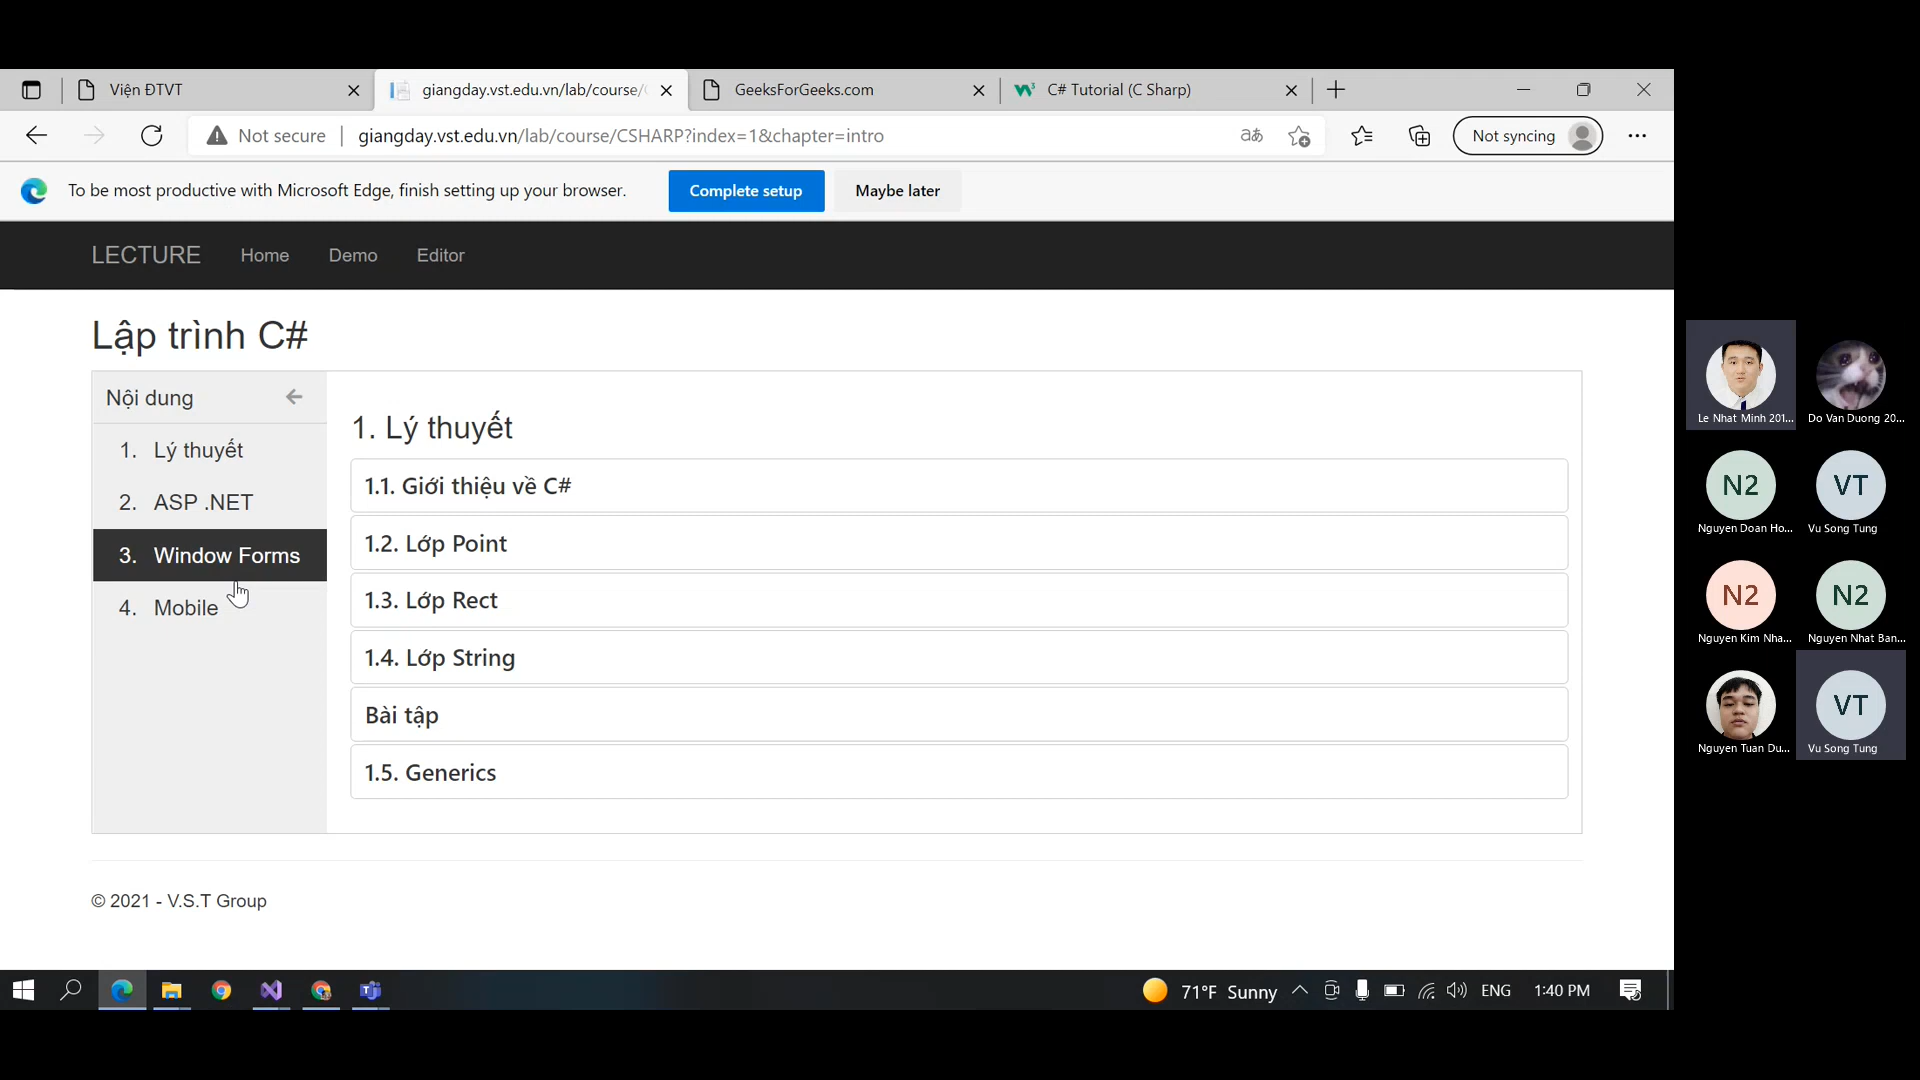 Viện ĐTVT
giangday.vst.edu.vn/lab/course/
GeeksForGeeks.com
C# Tutorial (C Sharp)
Not secure
giangday.vst.edu.vn/lab/course/CSHARP?index=1&chapter=intro
aあ
Not syncing
To be most productive with Microsoft Edge, finish setting up your browser.
Complete setup
Maybe later
LECTURE
Home
Demo
Editor
Lập trình C#
Nội dung
1. Lý thuyết
2. ASP .NET
3. Window Forms
4. Mobile
1. Lý thuyết
1.1. Giới thiệu về C#
1.2. Lớp Point
1.3. Lớp Rect
1.4. Lớp String
Bài tập
1.5. Generics
© 2021 - V.S.T Group
Le Nhat Minh 201...
Do Van Duong 20...
N2
Nguyen Doan Ho...
VT
Vu Song Tung
N2
Nguyen Kim Nha...
N2
Nguyen Nhat Ban...
Nguyen Tuan Du...
VT
Vu Song Tung
71°F Sunny
ENG
1:40 PM